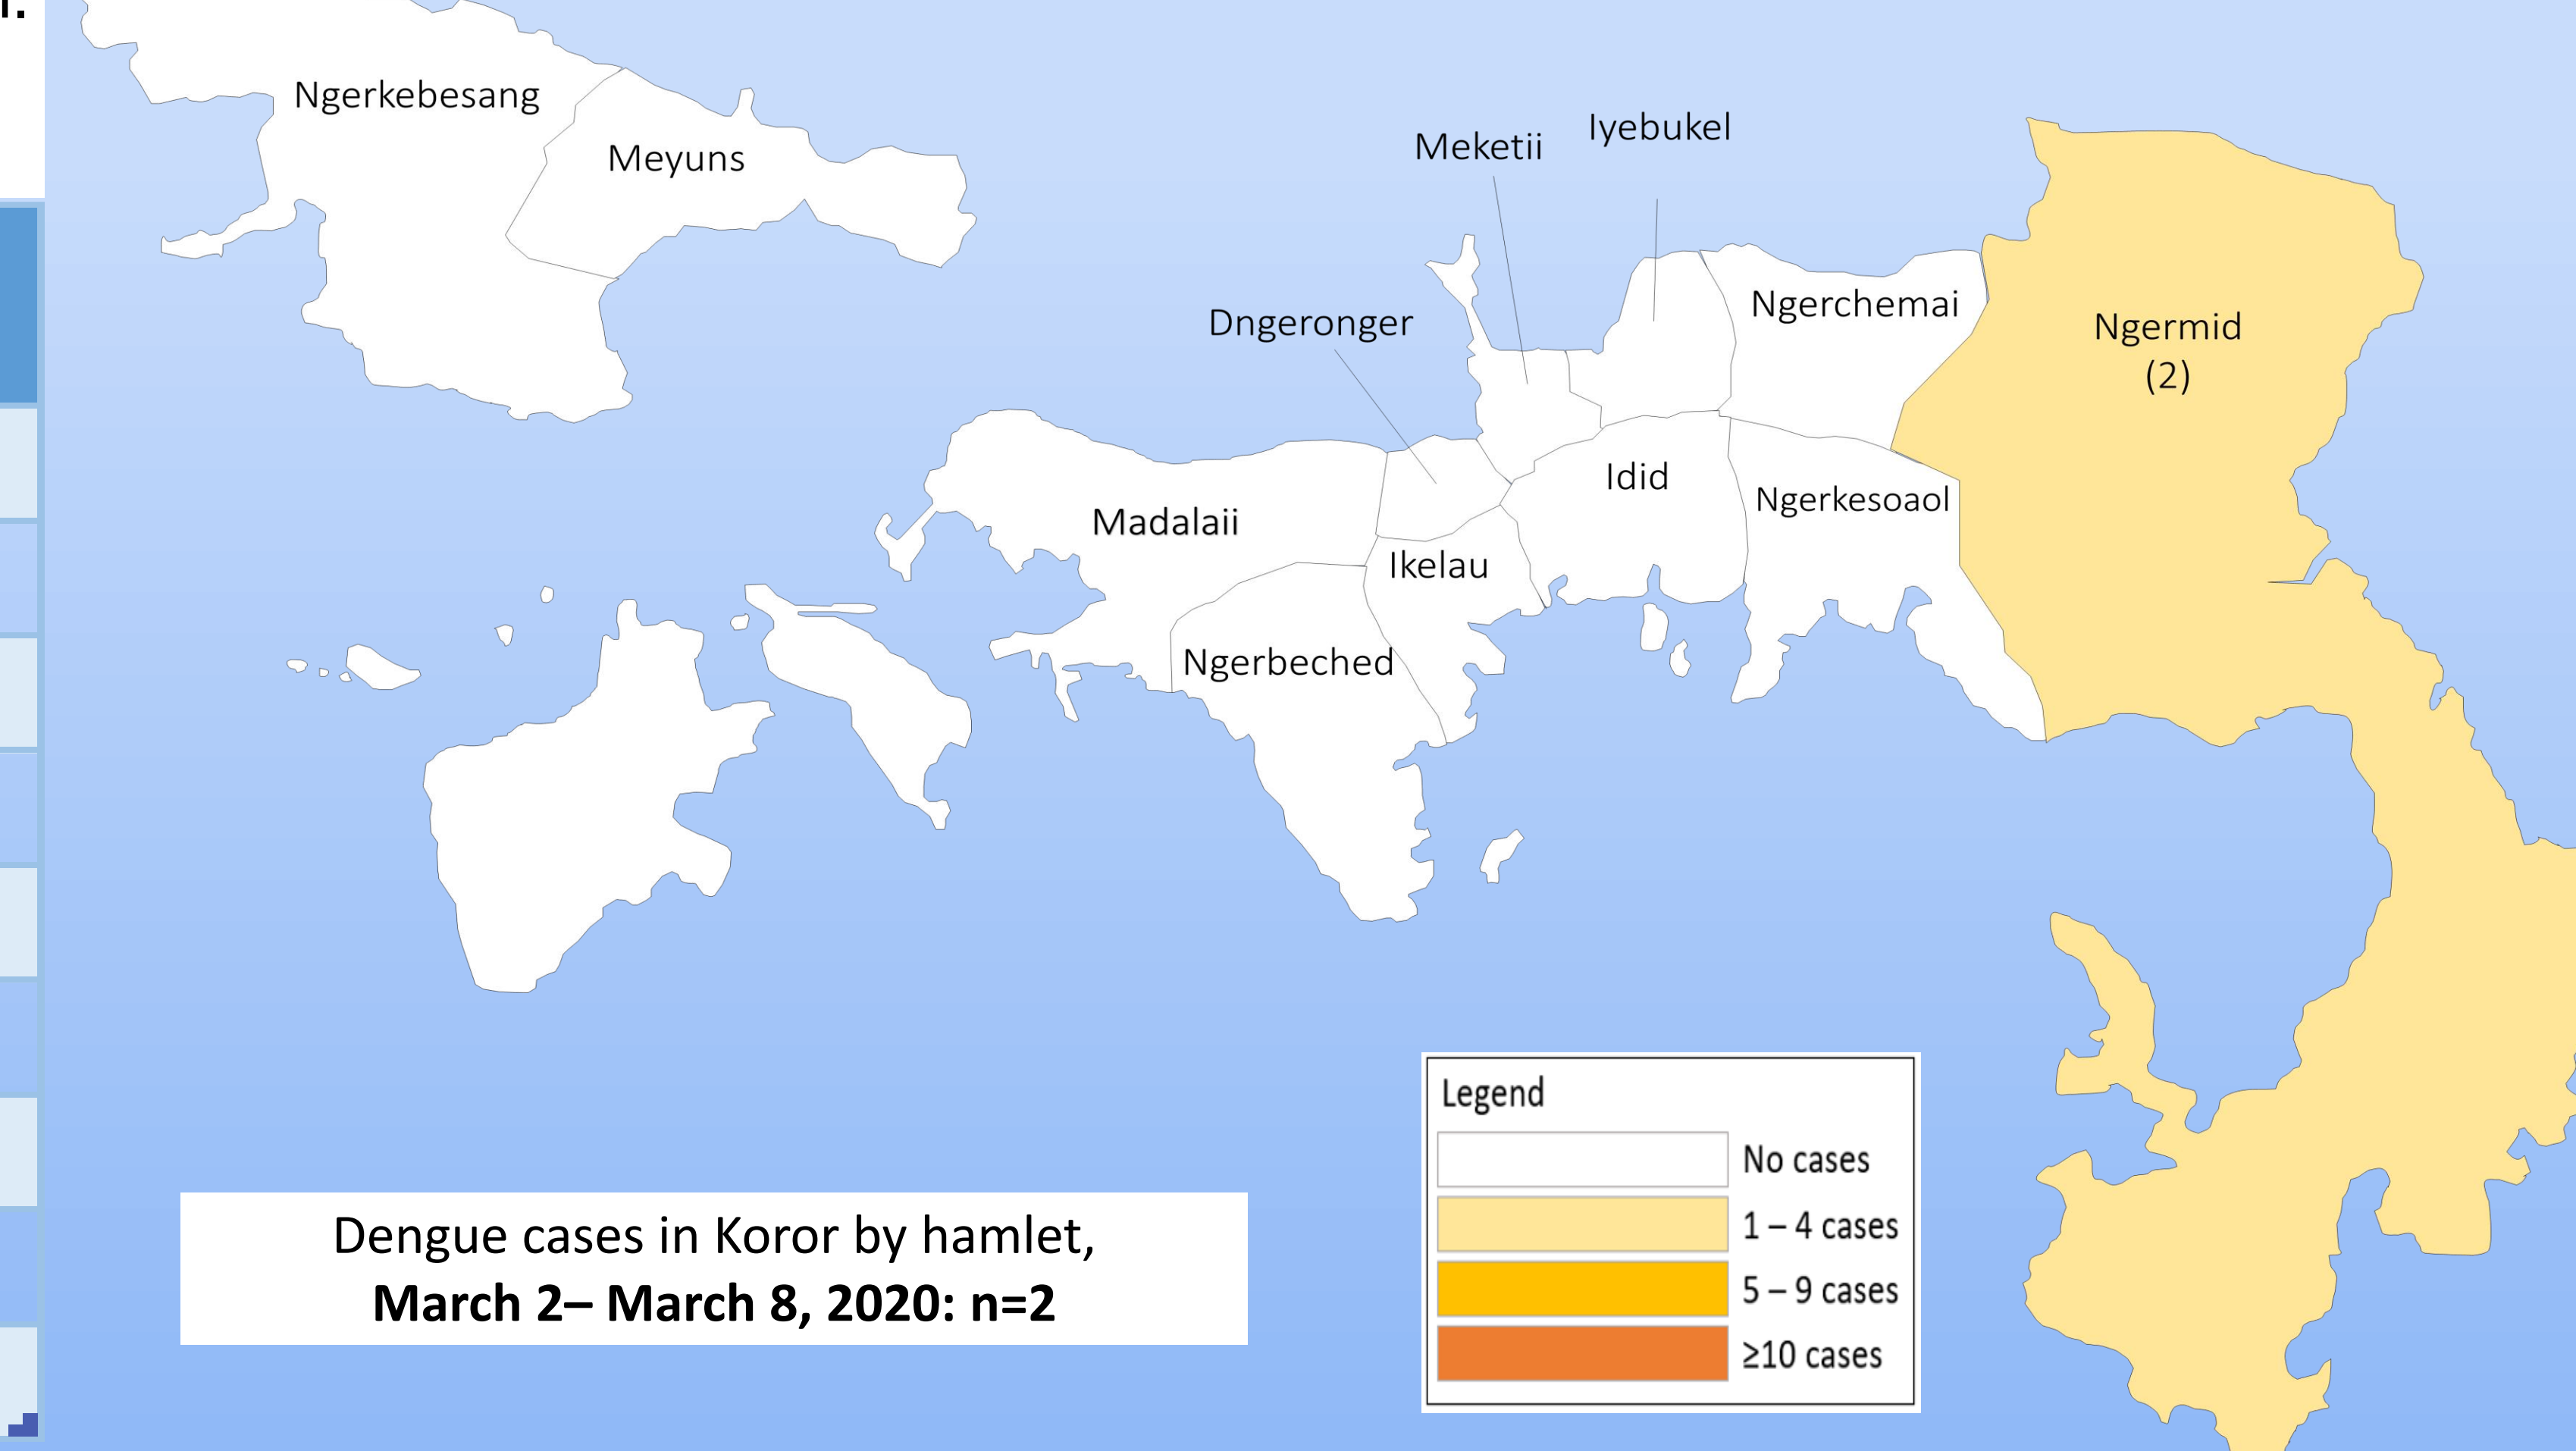 Ngerkebesang
Meyuns
Meketii
Iyebukel
Dngeronger
Ngerchemai
Ngermid
(2)
Madalaii
Idid
Ngerkesoaol
Ikelau
Ngerbeched
Legend
No cases
1 – 4 cases
5 – 9 cases
≥10 cases
Dengue cases in Koror by hamlet,
March 2– March 8, 2020: n=2